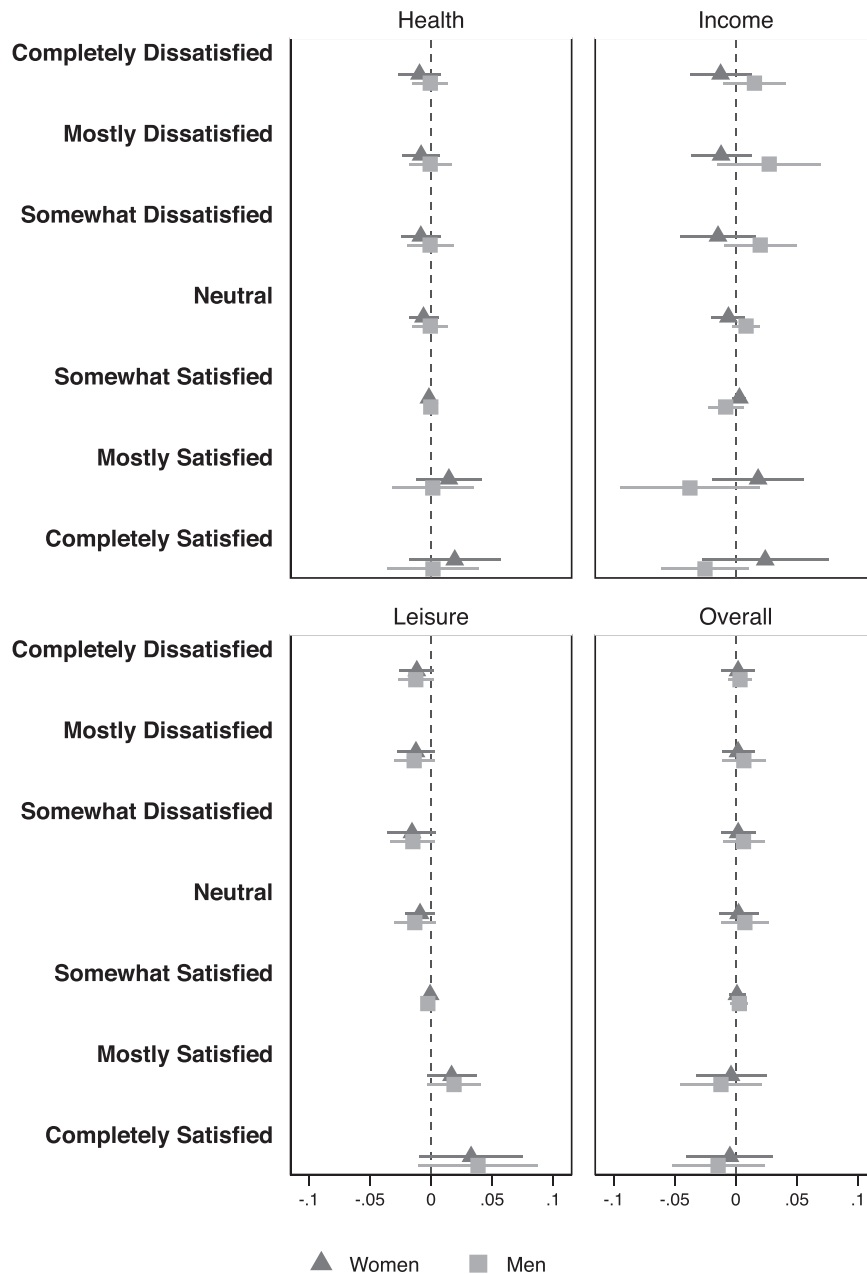 Health Income
Completely Dissatisfied
Mostly Dissatisfied
Somewhat Dissatisfied
Neutral
Somewhat Satisfied
Mostly Satisfied
Completely Satisfied
Leisure Overall
Completely Dissatisfied
Mostly Dissatisfied
Somewhat Dissatisfied
Neutral
Somewhat Satisfied
Mostly Satisfied
Completely Satisfied
-.1 -.05 0 .05 .1 -.1 -.05 0 .05 .1
Women Men